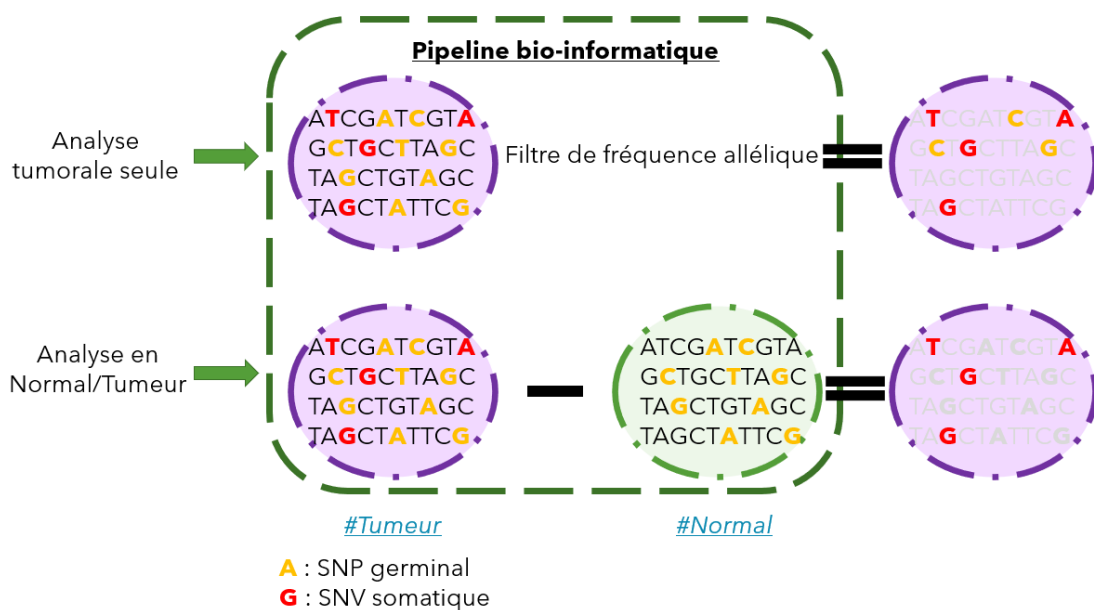 Pipeline bio-informatique
Analyse
tumorale seule
ATCGATCGTA
GCTGCTTAGC
TAGCTGTAGC
TAGCTATTCG
Filtre de fréquence allélique
ATCGATCGTA
GCTGCTTAGC
TAGCTGTAGC
TAGCTATTCG
Analyse en
Normal/Tumeur
ATCGATCGTA
GCTGCTTAGC
TAGCTGTAGC
TAGCTATTCG
ATCGATCGTA
GCTGCTTAGC
TAGCTGTAGC
TAGCTATTCG
ATCGATCGTA
GCTGCTTAGC
TAGCTGTAGC
TAGCTATTCG
#Tumeur
#Normal
A : SNP germinal
G : SNV somatique